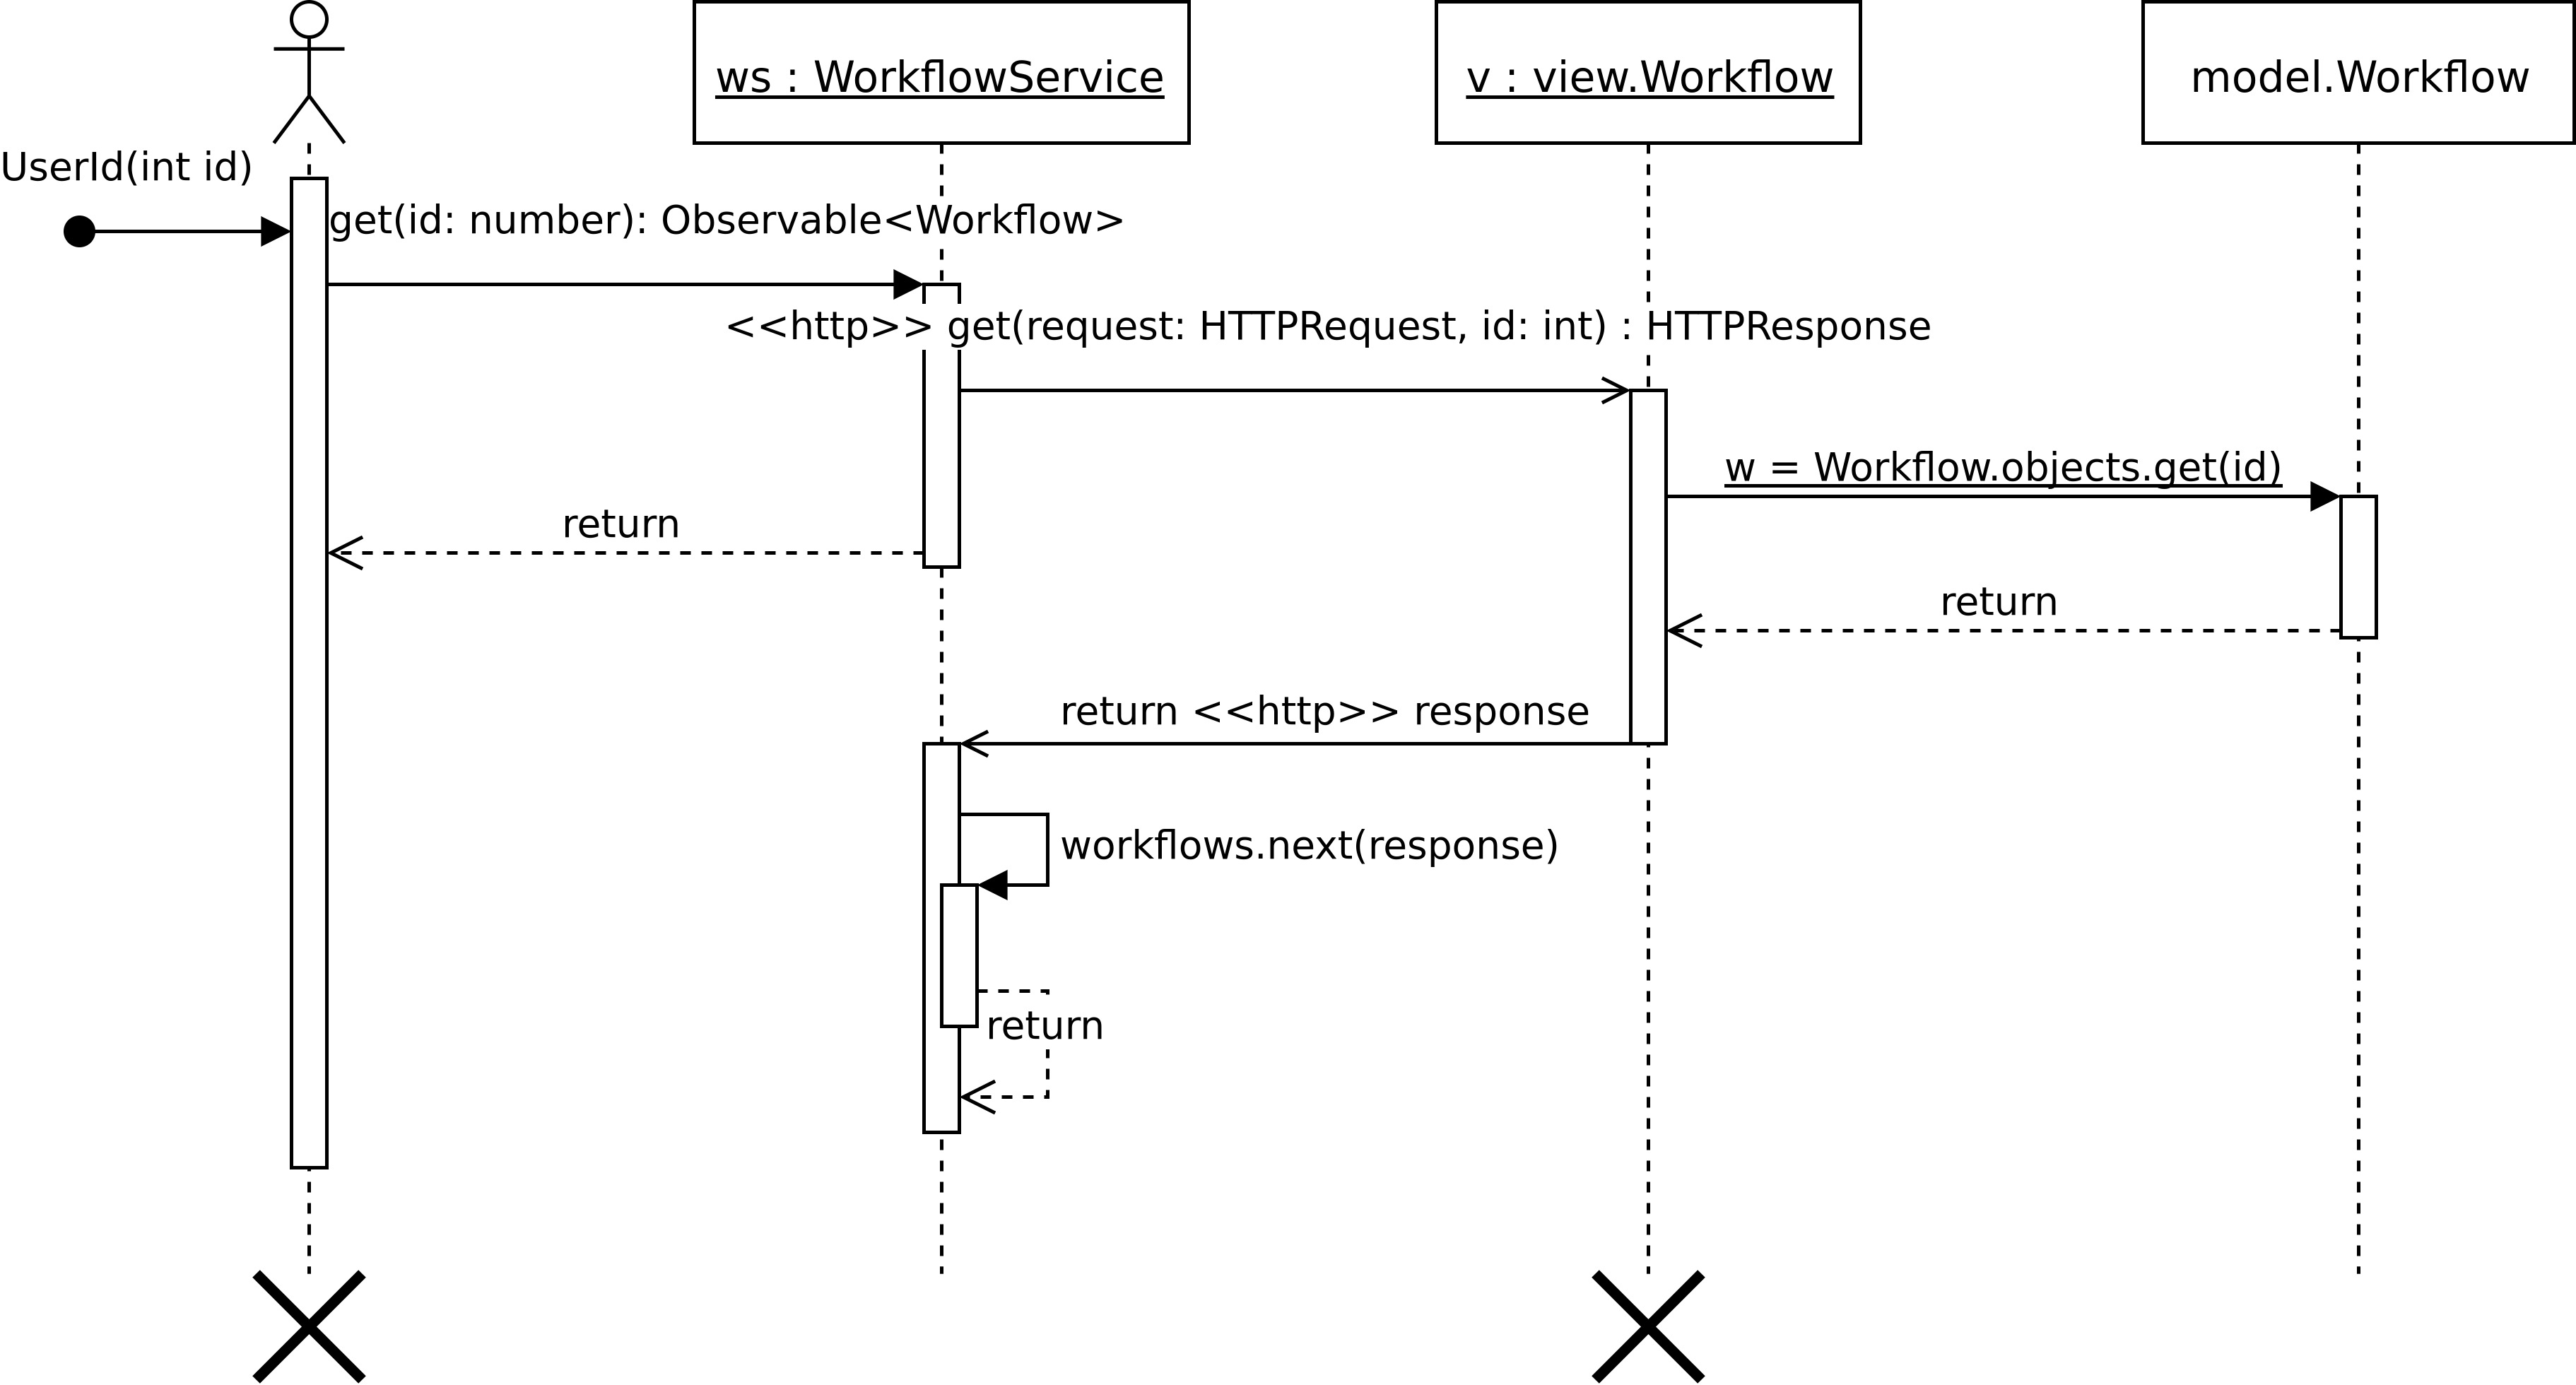 ws : WorkflowService
v : view.Workflow
model.Workflow
UserId(int id)
get(id: number): Observable<Workflow>
<<http>> get(request: HTTPRequest, id: int) : HTTPResponse
w = Workflow.objects.get(id)
return
return
return <<http>> response
workflows.next(response)
return